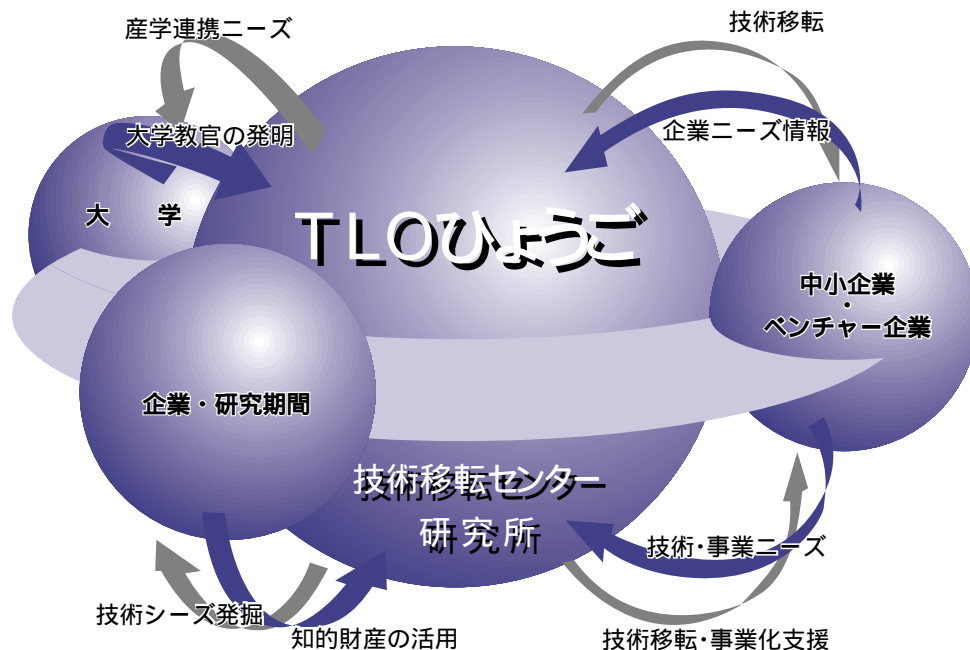 産学連携ニーズ
技術移転
大学教官の発明
企業ニーズ情報
大　学
TLOひょうご
中小企業
・
ベンチャー企業
企業・研究期間
技術移転センター
研究所
技術・事業ニーズ
技術シーズ発掘
知的財産の活用
技術移転・事業化支援